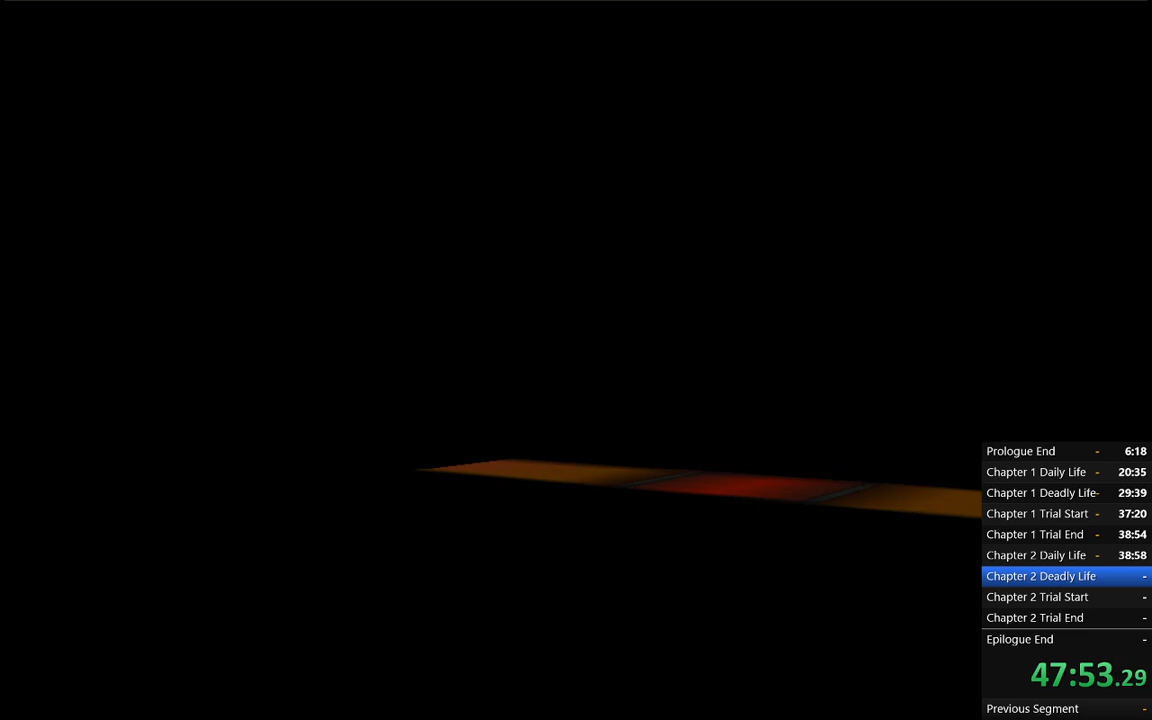 Prologue End - 6:18
Chapter 1 Daily Life - 20:35
Chapter 1 Deadly Life- 29:39
Chapter 1 Trial Start - 37:20
Chapter 1 Trial End - 38:54
Chapter 2 Daily Life - 38:58
Chapter 2 Deadly Life -
Chapter 2 Trial Start -
Chapter 2 Trial End -
Epilogue End -
47:53.29
Previous Segment -